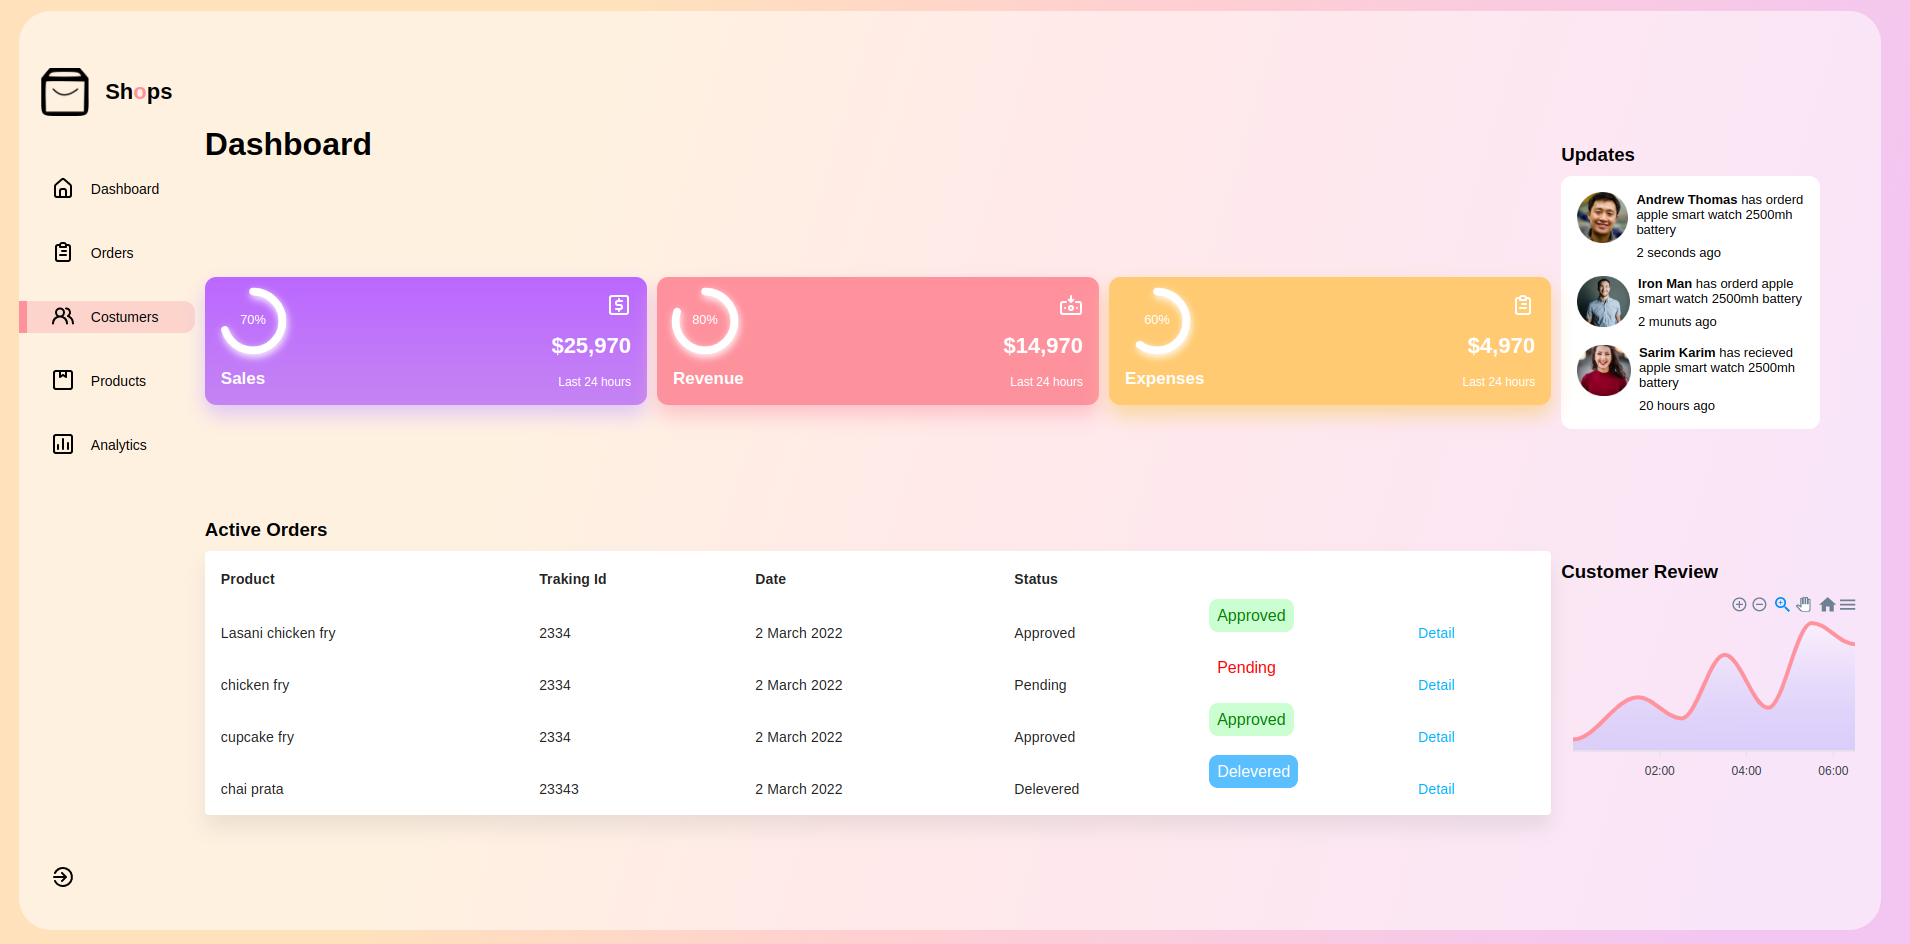 Shops
Dashboard
Orders
Costumers
Products
Analytics
Dashboard
70%
Sales
$25,970
Last 24 hours
80%
Revenue
$14,970
Last 24 hours
60%
Expenses
$4,970
Last 24 hours
Active Orders
Product Traking Id Date Status
Lasani chicken fry 2334 2 March 2022 Approved Approved Detail
chicken fry 2334 2 March 2022 Pending Pending Detail
cupcake fry 2334 2 March 2022 Approved Approved Detail
chai prata 23343 2 March 2022 Delevered Delevered Detail
Updates
Andrew Thomas has orderd
apple smart watch 2500mh
battery
2 seconds ago
Iron Man has orderd apple
smart watch 2500mh battery
2 munuts ago
Sarim Karim has recieved
apple smart watch 2500mh
battery
20 hours ago
Customer Review
02:00 04:00 06:00